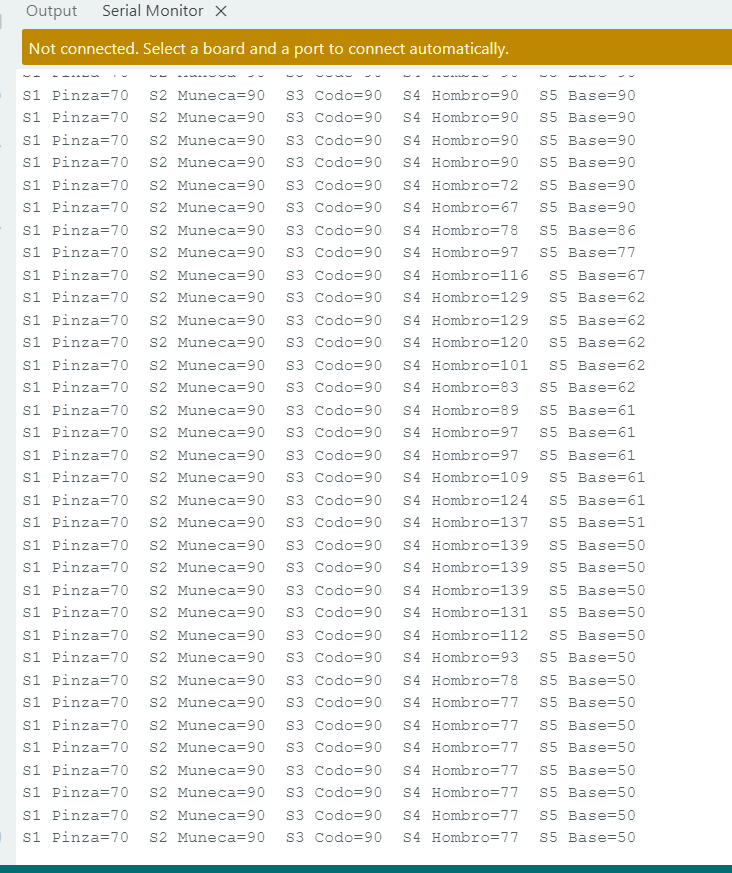 Output Serial Monitor
Not connected. Select a board and a port to connect automatically.
S1 Pinza=70 S2 Muneca=90 S3 Codo=90 S4 Hombro=90 S5 Base=90
S1 Pinza=70 S2 Muneca=90 S3 Codo=90 S4 Hombro=90 S5 Base=90
S1 Pinza=70 S2 Muneca=90 S3 Codo=90 S4 Hombro=90 S5 Base=90
S1 Pinza=70 S2 Muneca=90 S3 Codo=90 S4 Hombro=90 S5 Base=90
S1 Pinza=70 S2 Muneca=90 S3 Codo=90 S4 Hombro=72 S5 Base=90
S1 Pinza=70 S2 Muneca=90 S3 Codo=90 S4 Hombro=67 S5 Base=90
S1 Pinza=70 S2 Muneca=90 S3 Codo=90 S4 Hombro=78 S5 Base=86
S1 Pinza=70 S2 Muneca=90 S3 Codo=90 S4 Hombro=97 S5 Base=77
S1 Pinza=70 S2 Muneca=90 S3 Codo=90 S4 Hombro=116 S5 Base=67
S1 Pinza=70 S2 Muneca=90 S3 Codo=90 S4 Hombro=129 S5 Base=62
S1 Pinza=70 S2 Muneca=90 S3 Codo=90 S4 Hombro=129 S5 Base=62
S1 Pinza=70 S2 Muneca=90 S3 Codo=90 S4 Hombro=120 S5 Base=62
S1 Pinza=70 S2 Muneca=90 S3 Codo=90 S4 Hombro=101 S5 Base=62
S1 Pinza=70 S2 Muneca=90 S3 Codo=90 S4 Hombro=83 S5 Base=62
S1 Pinza=70 S2 Muneca=90 S3 Codo=90 S4 Hombro=89 S5 Base=61
S1 Pinza=70 S2 Muneca=90 S3 Codo=90 S4 Hombro=97 S5 Base=61
S1 Pinza=70 S2 Muneca=90 S3 Codo=90 S4 Hombro=97 S5 Base=61
S1 Pinza=70 S2 Muneca=90 S3 Codo=90 S4 Hombro=109 S5 Base=61
S1 Pinza=70 S2 Muneca=90 S3 Codo=90 S4 Hombro=124 S5 Base=61
S1 Pinza=70 S2 Muneca=90 S3 Codo=90 S4 Hombro=137 S5 Base=51
S1 Pinza=70 S2 Muneca=90 S3 Codo=90 S4 Hombro=139 S5 Base=50
S1 Pinza=70 S2 Muneca=90 S3 Codo=90 S4 Hombro=139 S5 Base=50
S1 Pinza=70 S2 Muneca=90 S3 Codo=90 S4 Hombro=139 S5 Base=50
S1 Pinza=70 S2 Muneca=90 S3 Codo=90 S4 Hombro=131 S5 Base=50
S1 Pinza=70 S2 Muneca=90 S3 Codo=90 S4 Hombro=112 S5 Base=50
S1 Pinza=70 S2 Muneca=90 S3 Codo=90 S4 Hombro=93 S5 Base=50
S1 Pinza=70 S2 Muneca=90 S3 Codo=90 S4 Hombro=78 S5 Base=50
S1 Pinza=70 S2 Muneca=90 S3 Codo=90 S4 Hombro=77 S5 Base=50
S1 Pinza=70 S2 Muneca=90 S3 Codo=90 S4 Hombro=77 S5 Base=50
S1 Pinza=70 S2 Muneca=90 S3 Codo=90 S4 Hombro=77 S5 Base=50
S1 Pinza=70 S2 Muneca=90 S3 Codo=90 S4 Hombro=77 S5 Base=50
S1 Pinza=70 S2 Muneca=90 S3 Codo=90 S4 Hombro=77 S5 Base=50
S1 Pinza=70 S2 Muneca=90 S3 Codo=90 S4 Hombro=77 S5 Base=50
S1 Pinza=70 S2 Muneca=90 S3 Codo=90 S4 Hombro=77 S5 Base=50